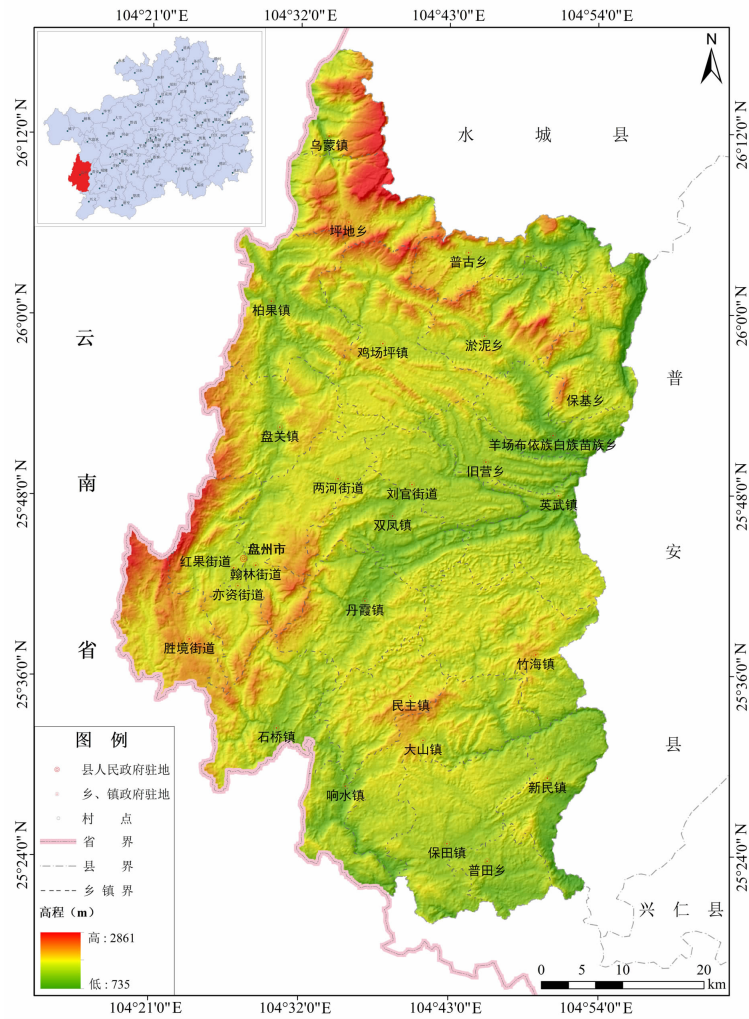 104°21′0″E
104°32′0″E
104°43′0″E
104°54′0″E
N
26°12′0″N
26°12′0″N
水城县
乌蒙镇
坪地乡
普古乡
26°0′0″N
26°0′0″N
柏果镇
云南省
鸡场坪镇
淤泥乡
普安县
保基乡
盘关镇
羊场布依族白族苗族乡
旧营乡
25°48′0″N
25°48′0″N
两河街道
刘官街道
英武镇
双凤镇
盘州市
红果街道
翰林街道
亦资街道
丹霞镇
胜境街道
竹海镇
25°36′0″N
25°36′0″N
民主镇
石桥镇
大山镇
新民镇
响水镇
保田镇
普田乡
25°24′0″N
25°24′0″N
兴仁县
图例
县人民政府驻地
乡、镇政府驻地
村点
省界
县界
乡镇界
高程（m）
高：2861
低：735
0 5 10 20
km
104°21′0″E
104°32′0″E
104°43′0″E
104°54′0″E